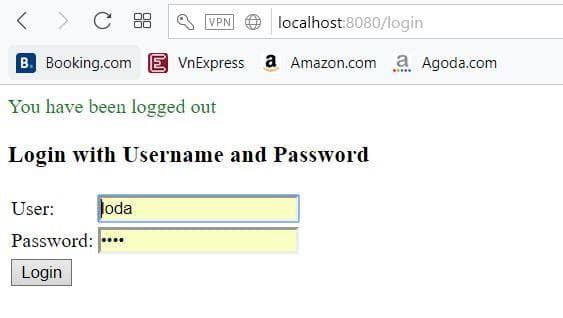 VPN localhost:8080/login
B. Booking.com E VnExpress a Amazon.com a Agoda.com
You have been logged out
Login with Username and Password
User: loda
Password: ••••
Login